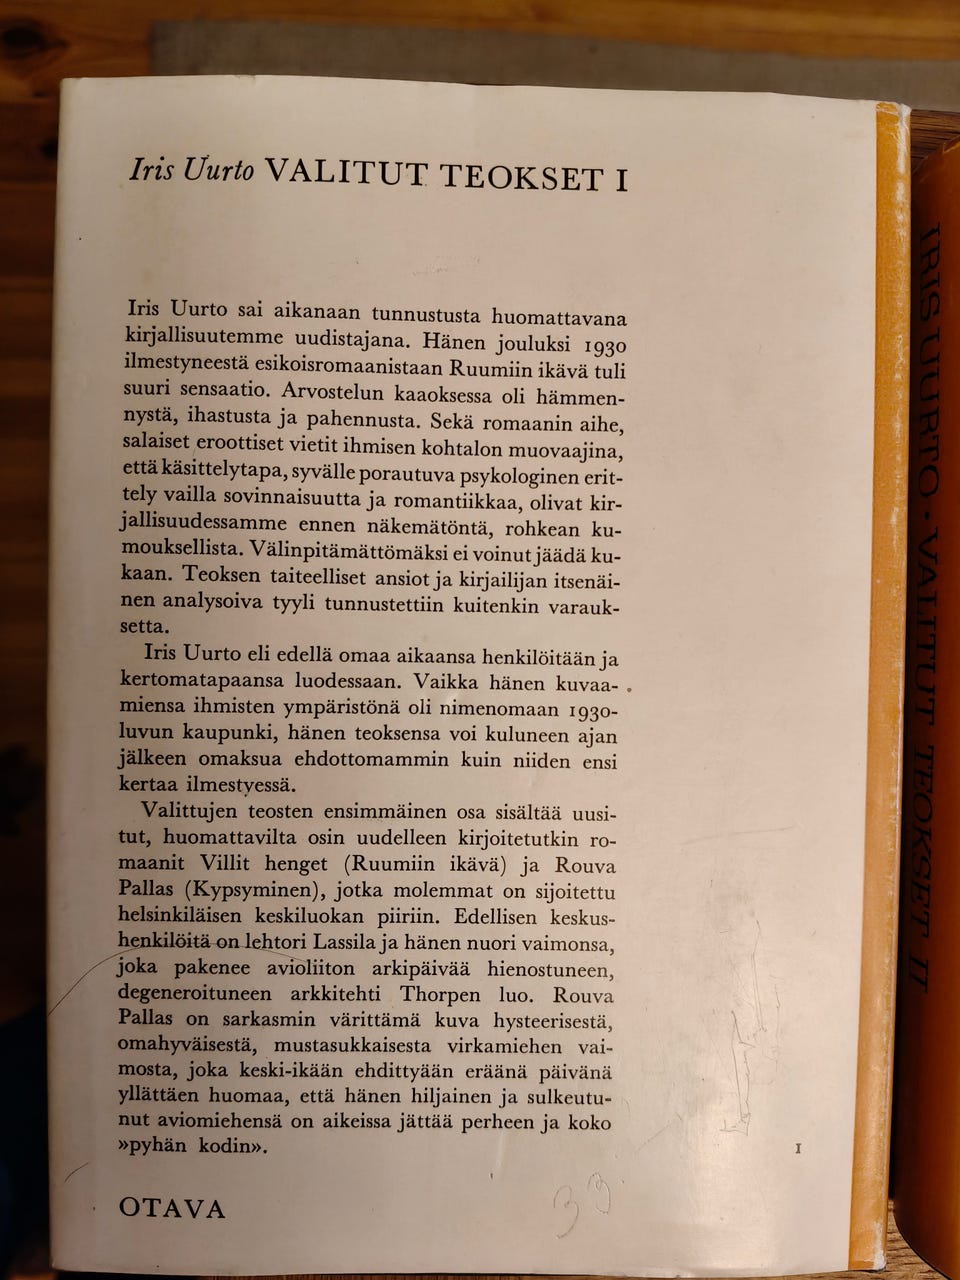 Iris Uurto VALITUT TEOKSET I
Iris Uurto sai aikanaan tunnustusta huomattavana
kirjallisuutemme uudistajana. Hänen jouluksi 1930
ilmestyneestä esikoisromaanistaan Ruumiin ikävä tuli
suuri sensaatio. Arvostelun kaaoksessa oli hämmen-
nystä, ihastusta ja pahennusta. Sekä romaanin aihe,
salaiset eroottiset vietit ihmisen kohtalon muovaajina,
että käsittelytapa, syvälle porautuva psykologinen erit-
tely vailla sovinnaisuutta ja romantiikkaa, olivat kir-
jallisuudessamme ennen näkemätöntä, rohkean ku-
mouksellista. Välinpitämättömäksi ei voinut jäädä ku-
kaan. Teoksen taiteelliset ansiot ja kirjailijan itsenäi-
nen analysoiva tyyli tunnustettiin kuitenkin varauk-
setta.
Iris Uurto eli edellä omaa aikaansa henkilöitään ja
kertomatapaansa luodessaan. Vaikka hänen kuvaa-
miensa ihmisten ympäristönä oli nimenomaan 1930-
luvun kaupunki, hänen teoksensa voi kuluneen ajan
jälkeen omaksua ehdottomammin kuin niiden ensi
kertaa ilmestyessä.
Valittujen teosten ensimmäinen osa sisältää uusi-
tut, huomattavilta osin uudelleen kirjoitetutkin ro-
maanit Villit henget (Ruumiin ikävä) ja Rouva
Pallas (Kypsyminen), jotka molemmat on sijoitettu
helsinkiläisen keskiluokan piiriin. Edellisen keskus-
henkilöitä on lehtori Lassila ja hänen nuori vaimonsa,
joka pakenee avioliiton arkipäivää hienostuneen,
degeneroituneen arkkitehti Thorpen luo. Rouva
Pallas on sarkasmin värittämä kuva hysteerisestä,
omahyväisestä, mustasukkaisesta virkamiehen vai-
mosta, joka keski-ikään ehdittyään eräänä päivänä
yllättäen huomaa, että hänen hiljainen ja sulkeutu-
nut aviomiehensä on aikeissa jättää perheen ja koko
»pyhän kodin».
I
OTAVA
39
IRIS UURTO • VALITUT TEOKSET II